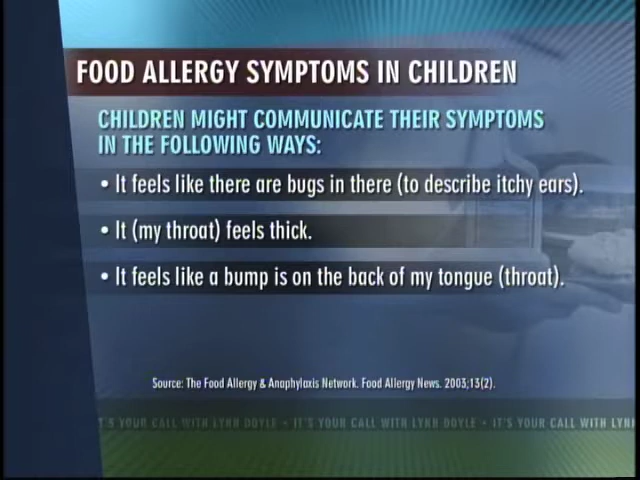 FOOD ALLERGY SYMPTOMS IN CHILDREN
CHILDREN MIGHT COMMUNICATE THEIR SYMPTOMS
IN THE FOLLOWING WAYS:
• It feels like there are bugs in there (to describe itchy ears).
• It (my throat) feels thick.
• It feels like a bump is on the back of my tongue (throat).
Source: The Food Allergy & Anaphylaxis Network. Food Allergy News. 2003;13(2).
T'S YOUR CALL WITH LYNN DOYLE • IT'S YOUR CALL WITH LYNN DOYLE • IT'S YOUR CALL WITH LYN